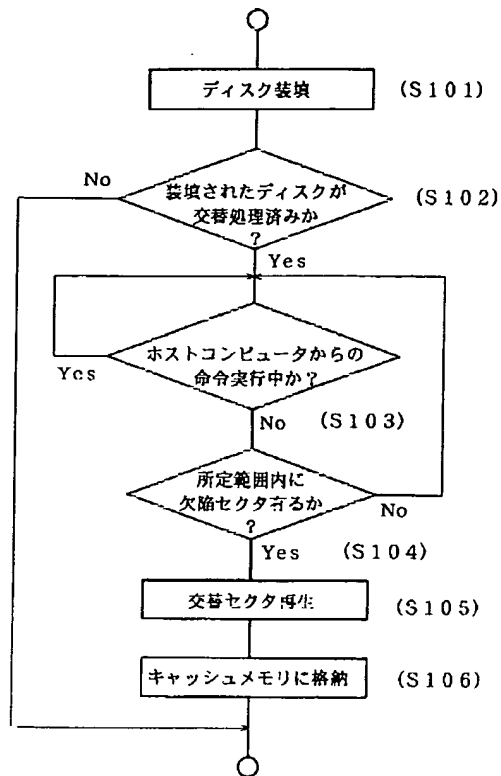 ディスク装填
(S101)
No
装填されたディスクが
交替処理済みか
?
(S102)
Yes
ホストコンピュータからの
命令実行中か?
Yes
No
(S103)
所定範囲内に
欠陥セクタ有るか
?
No
Yes
(S104)
交替セクタ再生
(S105)
キャッシュメモリに格納
(S106)